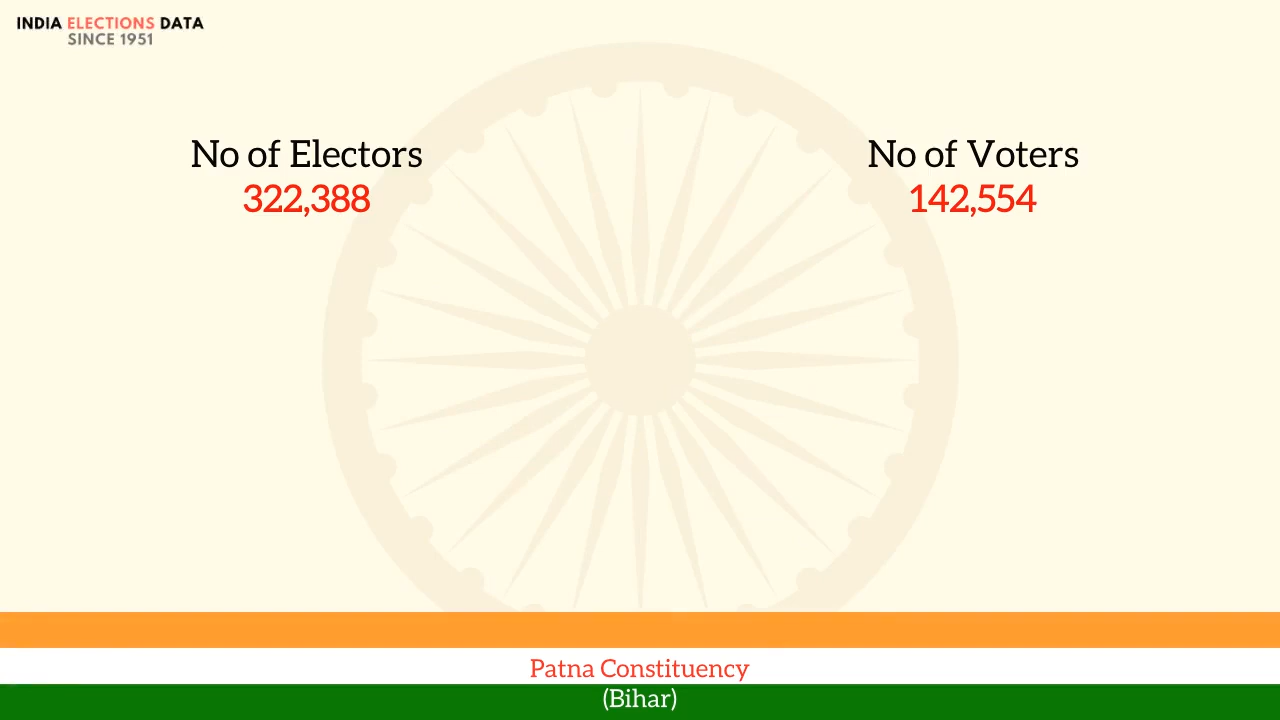 INDIA ELECTIONS DATA
SINCE 1951
No of Electors
322,388
No of Voters
142,554
Patna Constituency
(Bihar)